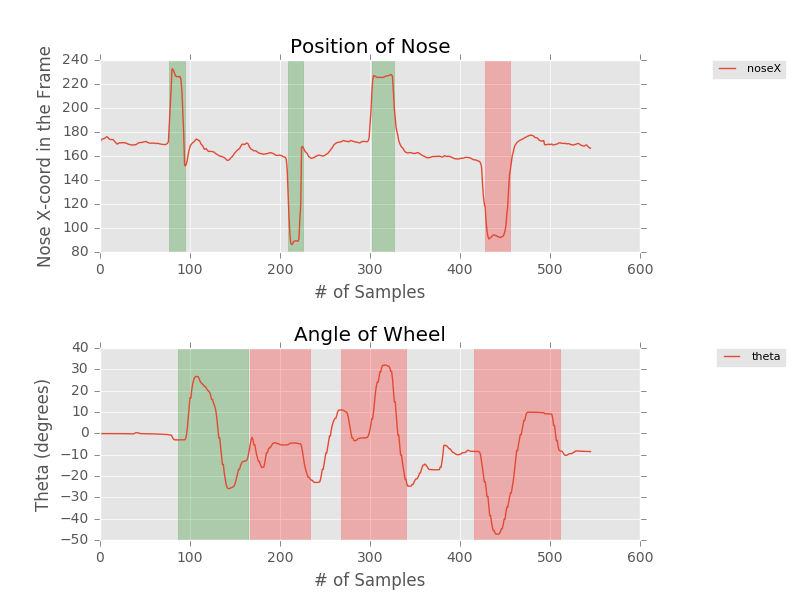 Position of Nose
noseX
240
220
200
180
160
140
120
100
80
Nose X-coord in the Frame
0 100 200 300 400 500 600
# of Samples
Angle of Wheel
theta
40
30
20
10
0
−10
−20
−30
−40
−50
Theta (degrees)
0 100 200 300 400 500 600
# of Samples